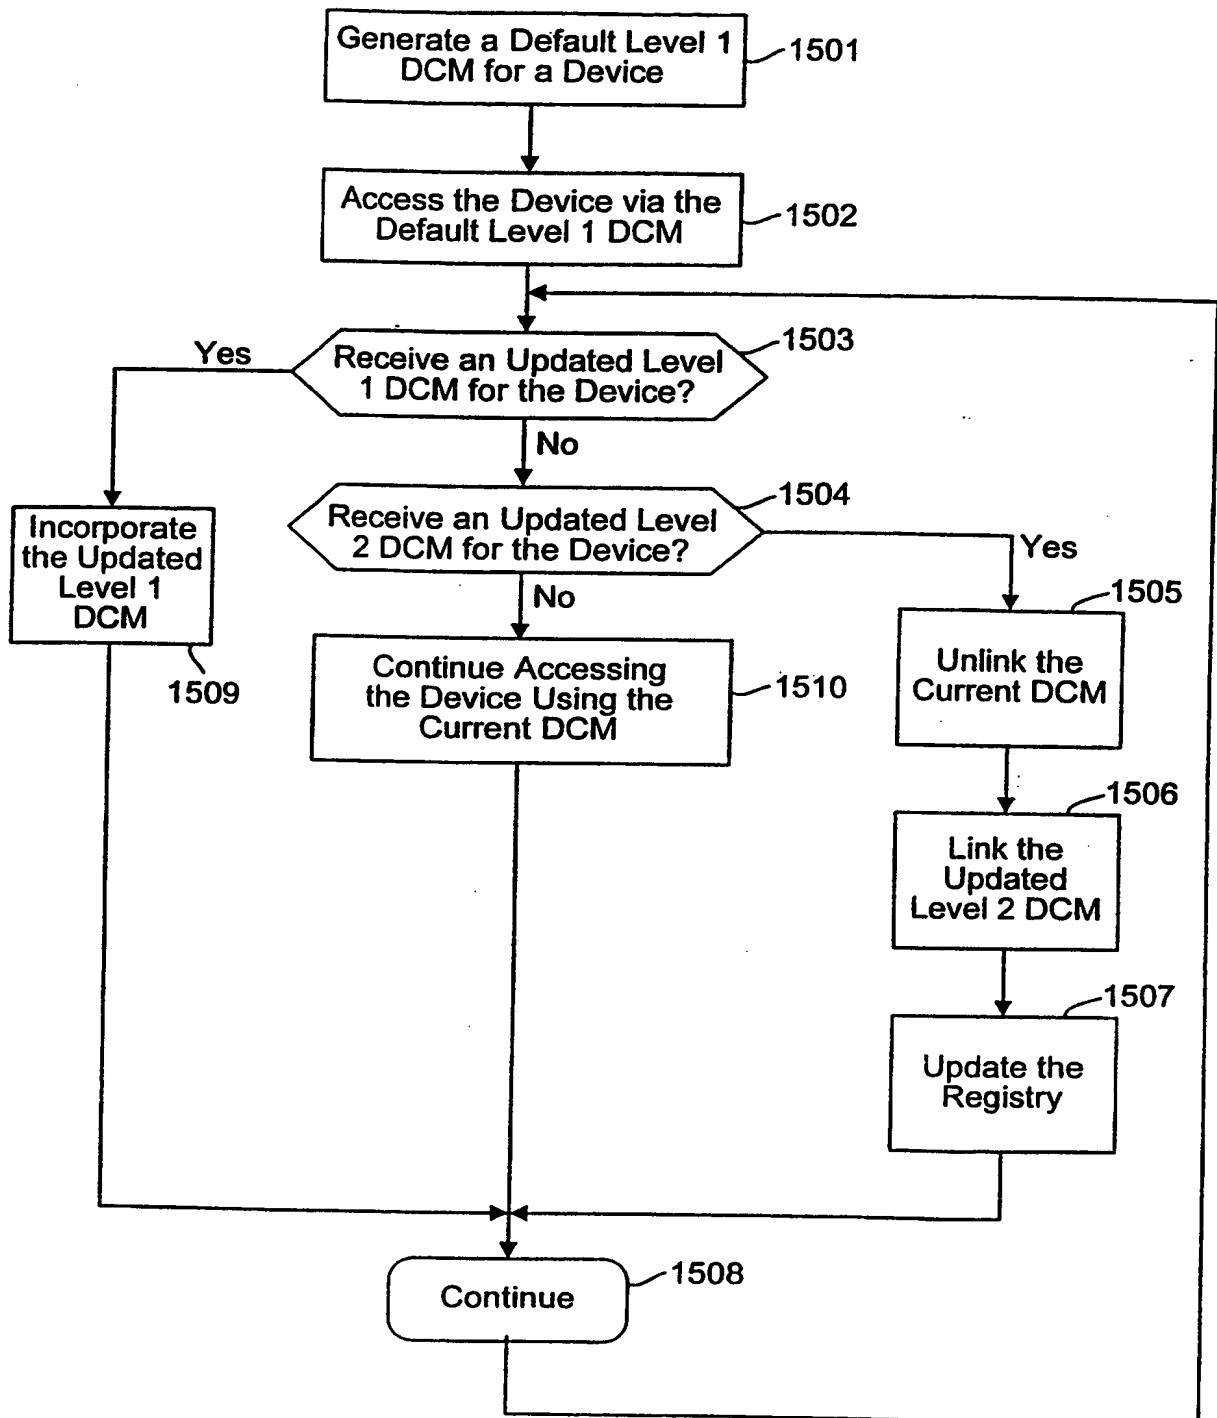 Generate a Default Level 1
DCM for a Device
1501
Access the Device via the
Default Level 1 DCM
1502
Receive an Updated Level
1 DCM for the Device?
1503
Yes
No
Receive an Updated Level
2 DCM for the Device?
1504
Yes
No
Incorporate
the Updated
Level 1
DCM
1509
Continue Accessing
the Device Using the
Current DCM
1510
Unlink the
Current DCM
1505
Link the
Updated
Level 2 DCM
1506
Update the
Registry
1507
Continue
1508